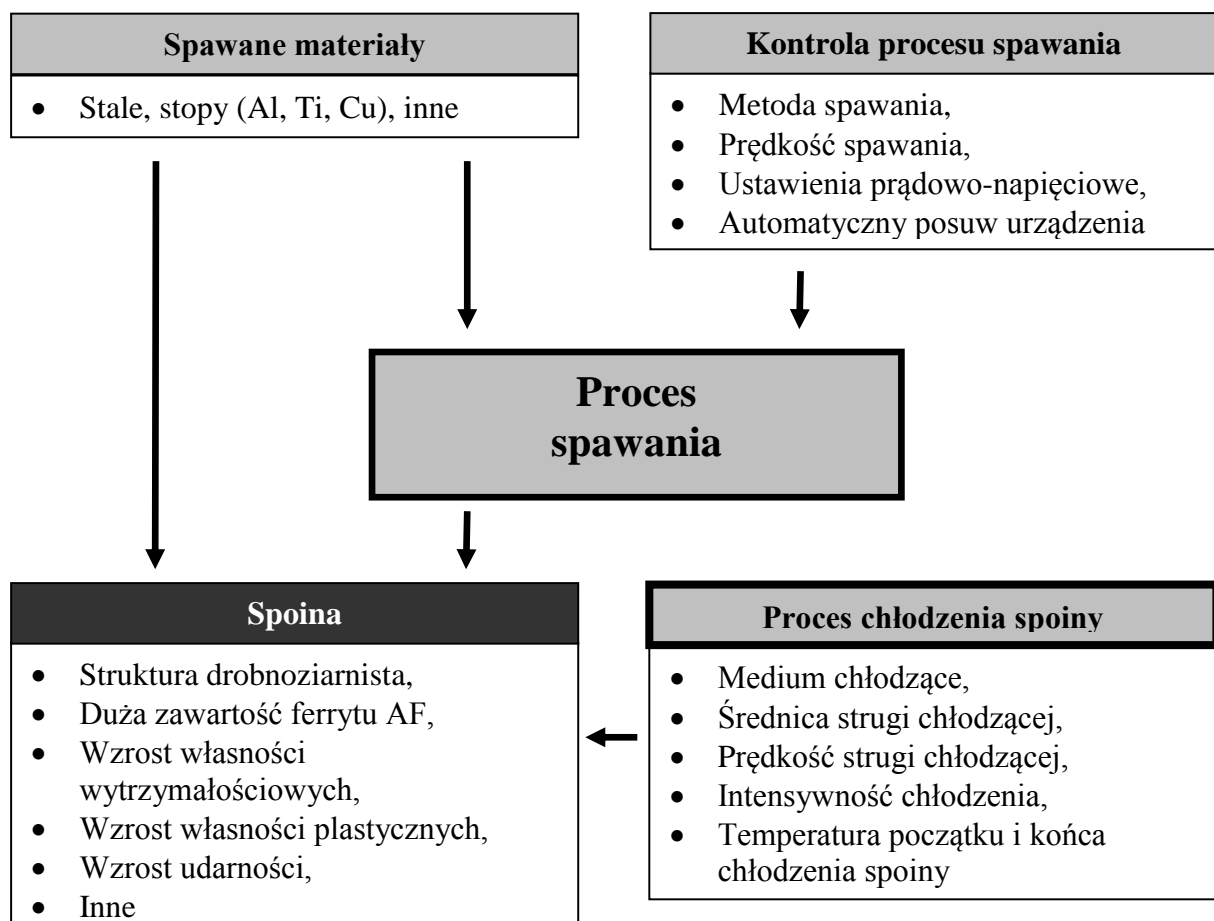 Spawane materiały
• Stale, stopy (Al, Ti, Cu), inne
Kontrola procesu spawania
• Metoda spawania,
• Prędkość spawania,
• Ustawienia prądowo-napięciowe,
• Automatyczny posuw urządzenia
Proces
spawania
Spoina
• Struktura drobnoziarnista,
• Duża zawartość ferrytu AF,
• Wzrost własności
wytrzymałościowych,
• Wzrost własności plastycznych,
• Wzrost udarności,
• Inne
Proces chłodzenia spoiny
• Medium chłodzące,
• Średnica strugi chłodzącej,
• Prędkość strugi chłodzącej,
• Intensywność chłodzenia,
• Temperatura początku i końca
chłodzenia spoiny